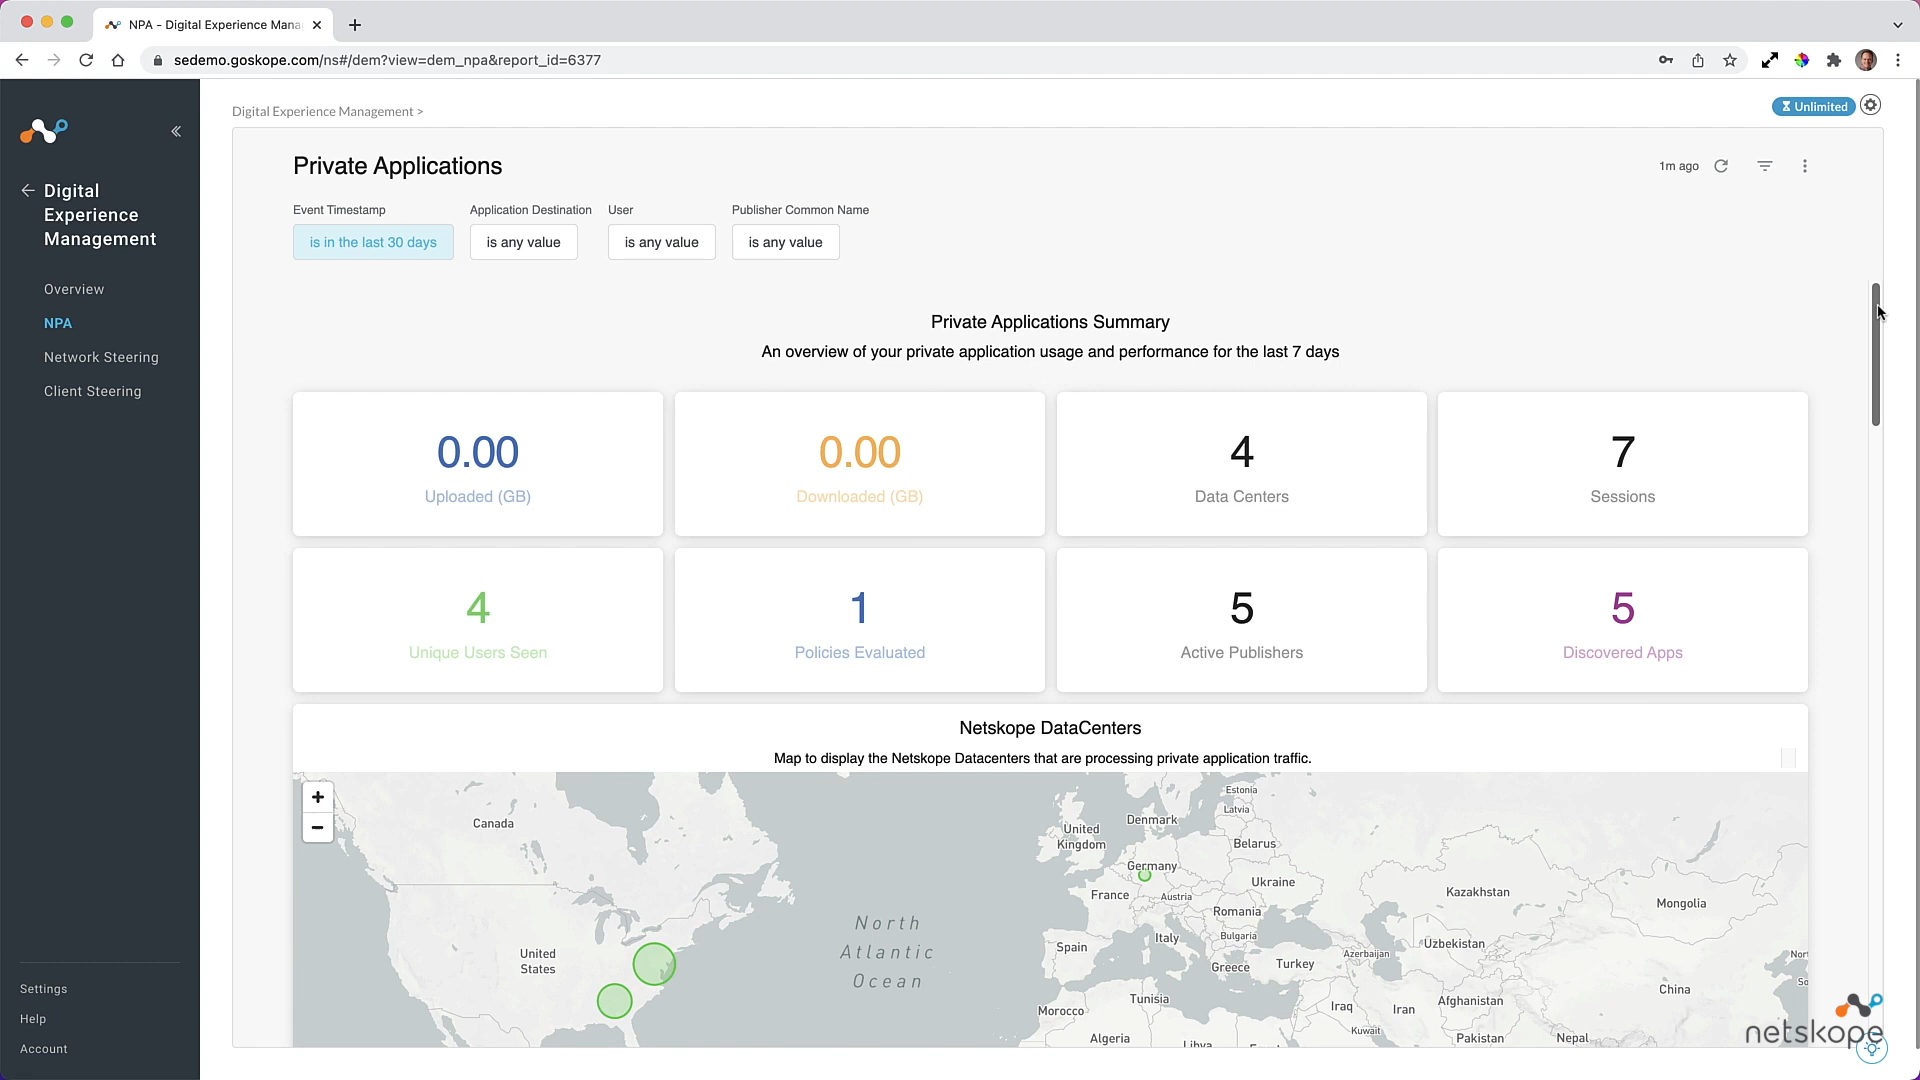 NPA - Digital Experience Mana
sedemo.goskope.com/ns#/dem?view=dem_npa&report_id=6377
Digital
Experience
Management
Overview
NPA
Network Steering
Client Steering
Settings
Help
Account
Digital Experience Management >
Unlimited
Private Applications
1m ago
Event Timestamp
Application Destination
User
Publisher Common Name
is in the last 30 days
is any value
is any value
is any value
Private Applications Summary
An overview of your private application usage and performance for the last 7 days
0.00
Uploaded (GB)
0.00
Downloaded (GB)
4
Data Centers
7
Sessions
4
Unique Users Seen
1
Policies Evaluated
5
Active Publishers
5
Discovered Apps
Netskope DataCenters
Map to display the Netskope Datacenters that are processing private application traffic.
+
−
Canada
United
States
North
Atlantic
Ocean
Estonia
Latvia
Denmark
United
Kingdom
Belarus
Germany
Ukraine
France
Austria
Kazakhstan
Mongolia
Romania
Bulgaria
Italy
Spain
Uzbekistan
Azerbaijan
Greece
Turkey
China
Tunisia
Morocco
Iraq
Iran
Afghanistan
Kuwait
Algeria
Pakistan
Nepal
netskope